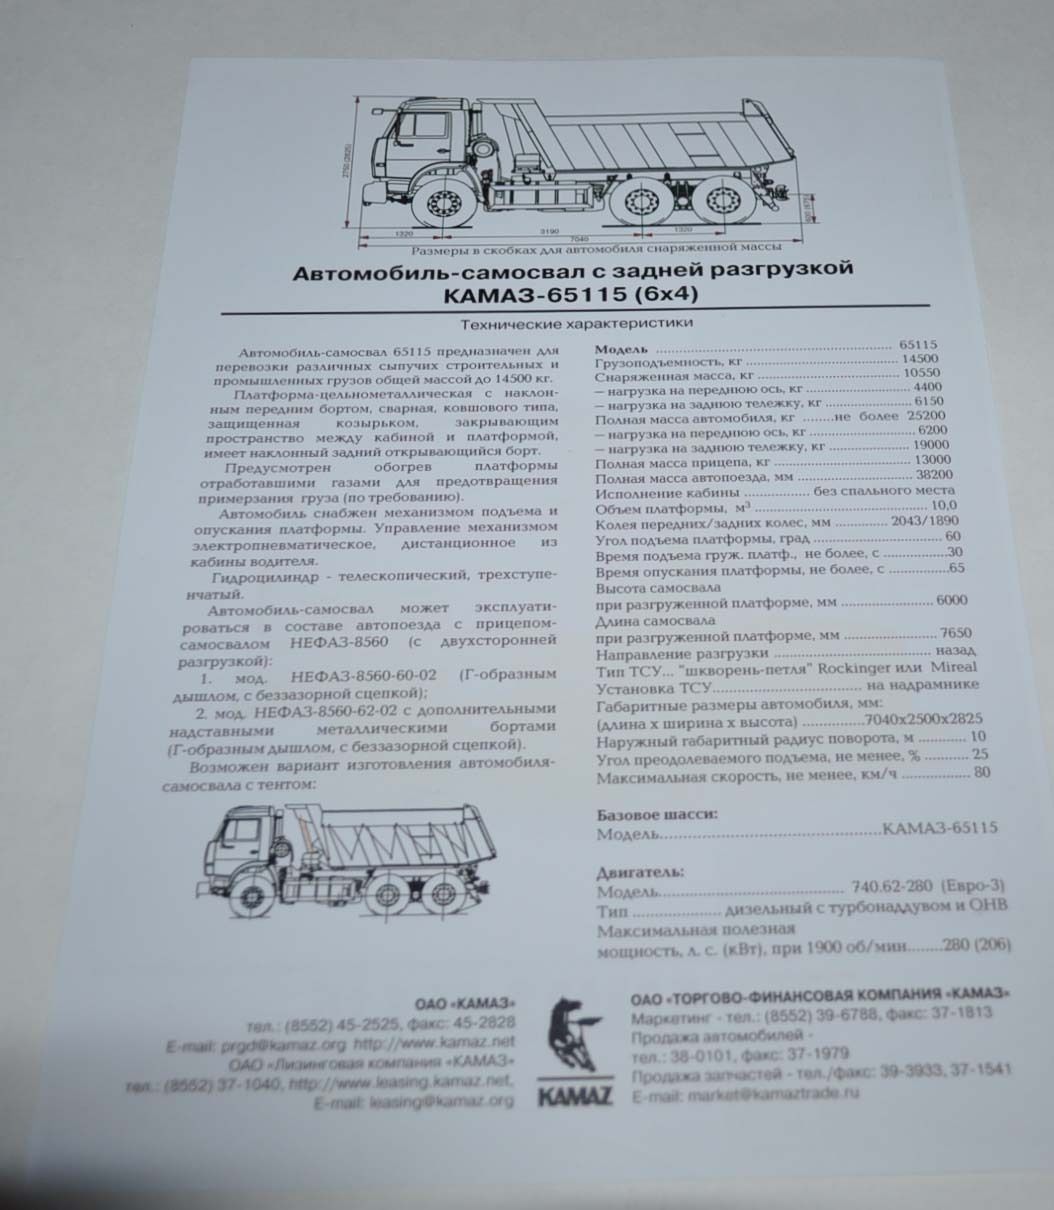 2750 (2825)
600 (675)
1320
3190
1320
7040
Размеры в скобках для автомобиля снаряженной массы
Автомобиль-самосвал с задней разгрузкой
КАМАЗ-65115 (6х4)
Технические характеристики
Автомобиль-самосвал 65115 предназначен для
перевозки различных сыпучих строительных и
промышленных грузов общей массой до 14500 кг.
Платформа-цельнометаллическая с наклон-
ным передним бортом, сварная, ковшового типа,
защищенная козырьком, закрывающим
пространство между кабиной и платформой,
имеет наклонный задний открывающийся борт.
Предусмотрен обогрев платформы
отработавшими газами для предотвращения
примерзания груза (по требованию).
Автомобиль снабжен механизмом подъема и
опускания платформы. Управление механизмом
электропневматическое, дистанционное из
кабины водителя.
Гидроцилиндр - телескопический, трехступе-
нчатый.
Автомобиль-самосвал может эксплуати-
роваться в составе автопоезда с прицепом-
самосвалом НЕФАЗ-8560 (с двухсторонней
разгрузкой):
1. мод. НЕФАЗ-8560-60-02 (Г-образным
дышлом, с беззазорной сцепкой);
2. мод. НЕФАЗ-8560-62-02 с дополнительными
надставными металлическими бортами
(Г-образным дышлом, с беззазорной сцепкой).
Возможен вариант изготовления автомобиля-
самосвала с тентом:
Модель ........ 65115
Грузоподъемность, кг ........ 14500
Снаряженная масса, кг ........ 10550
– нагрузка на переднюю ось, кг ........ 4400
– нагрузка на заднюю тележку, кг ........ 6150
Полная масса автомобиля, кг ........не более 25200
– нагрузка на переднюю ось, кг ........ 6200
– нагрузка на заднюю тележку, кг ........ 19000
Полная масса прицепа, кг ........ 13000
Полная масса автопоезда, мм ........ 38200
Исполнение кабины ........ без спального места
Объем платформы, м³ ........ 10,0
Колея передних/задних колес, мм ........ 2043/1890
Угол подъема платформы, град ........ 60
Время подъема груж. платф., не более, с ........30
Время опускания платформы, не более, с ........65
Высота самосвала
при разгруженной платформе, мм ........ 6000
Длина самосвала
при разгруженной платформе, мм ........ 7650
Направление разгрузки ........ назад
Тип ТСУ... "шкворень-петля" Rockinger или Mireal
Установка ТСУ........ на надрамнике
Габаритные размеры автомобиля, мм:
(длина х ширина х высота) ........7040х2500х2825
Наружный габаритный радиус поворота, м ........ 10
Угол преодолеваемого подъема, не менее, % ........ 25
Максимальная скорость, не менее, км/ч ........ 80
Базовое шасси:
Модель........КАМАЗ-65115
Двигатель:
Модель........ 740.62-280 (Евро-3)
Тип ........ дизельный с турбонаддувом и ОНВ
Максимальная полезная
мощность, л. с. (кВт), при 1900 об/мин........280 (206)
ОАО «КАМАЗ»
тел.: (8552) 45-2525, факс: 45-2828
E-mail: prgd@kamaz.org http://www.kamaz.net
ОАО «Лизинговая компания «КАМАЗ»
тел.: (8552) 37-1040, http://www.leasing.kamaz.net,
E-mail: leasing@kamaz.org
KAMAZ
ОАО «ТОРГОВО-ФИНАНСОВАЯ КОМПАНИЯ «КАМАЗ»
Маркетинг - тел.: (8552) 39-6788, факс: 37-1813
Продажа автомобилей -
тел.: 38-0101, факс: 37-1979
Продажа запчастей - тел./факс: 39-3933, 37-1541
E-mail: market@kamaztrade.ru